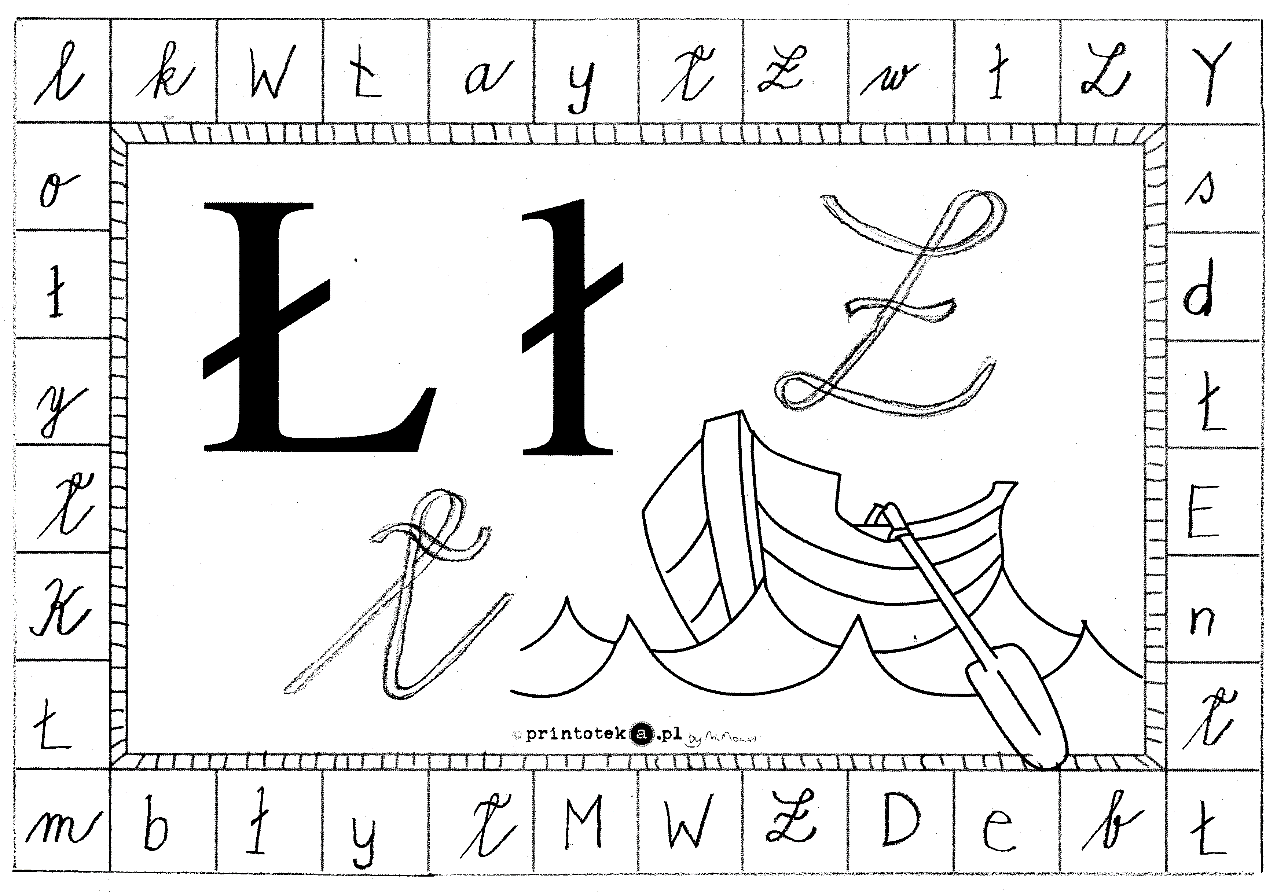 l k W Ł a y ł Ł w ł L Y
o s
ł d
y Ł
ł E
K n
Ł ł
m b ł y ł M W Ł D e b Ł
Ł ł Ł
ł
© printoteka.pl